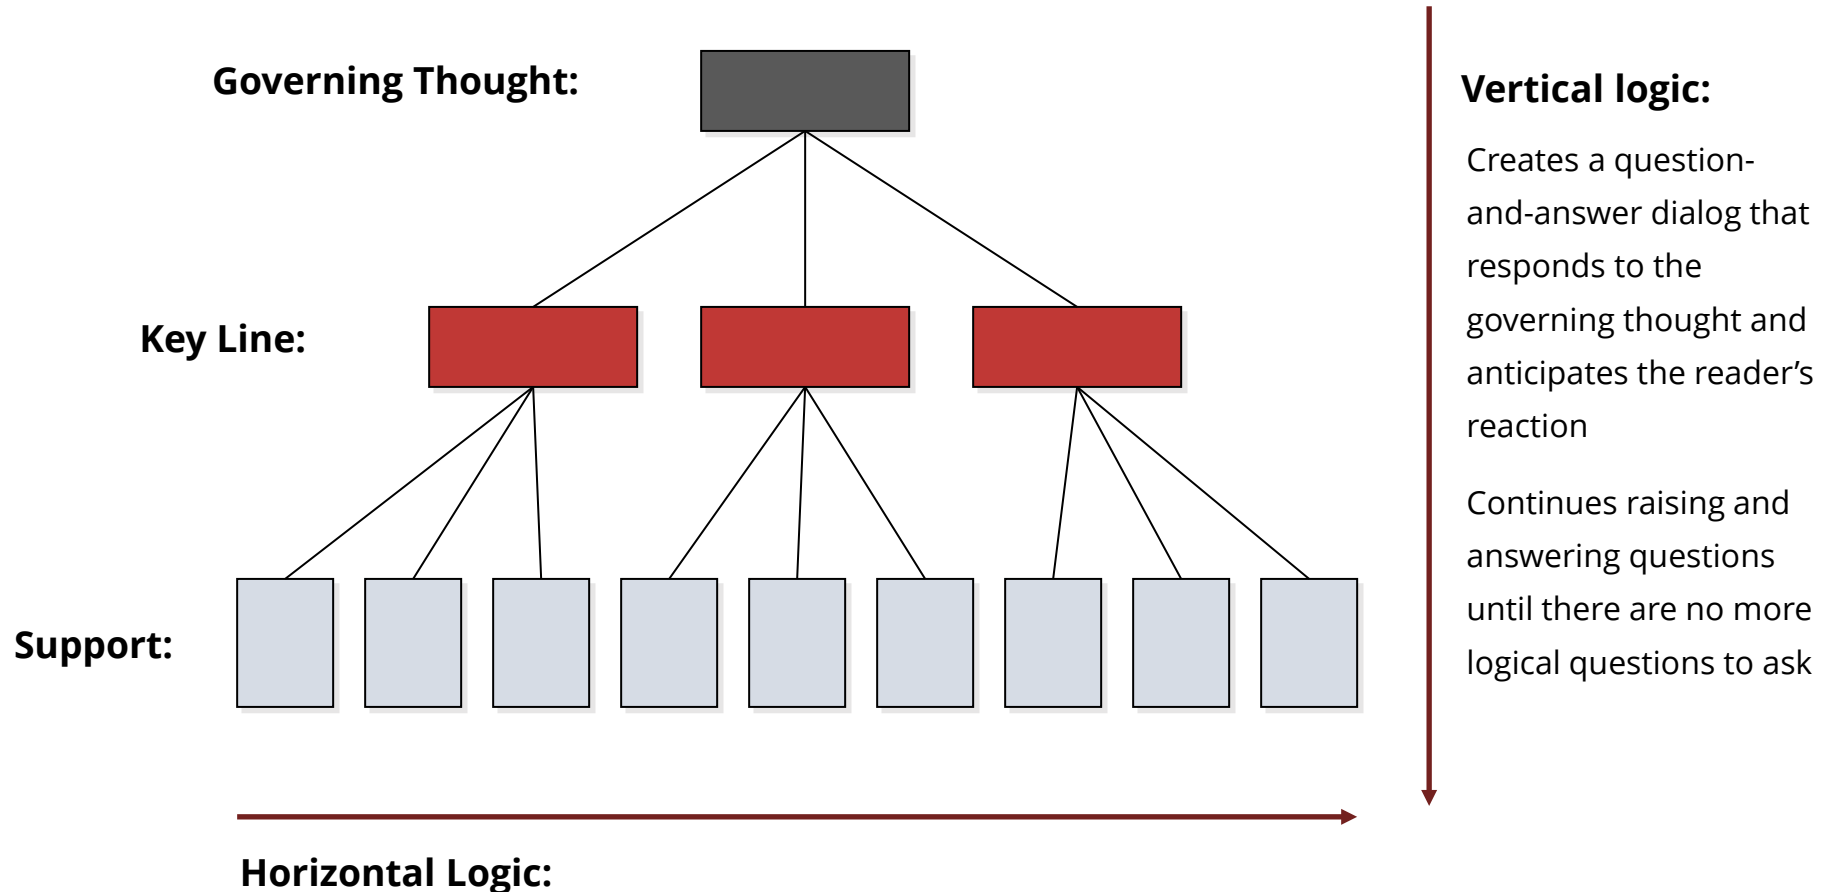 Governing Thought:
Key Line:
Support:
Horizontal Logic:
Vertical logic:
Creates a question-
and-answer dialog that
responds to the
governing thought and
anticipates the reader’s
reaction
Continues raising and
answering questions
until there are no more
logical questions to ask